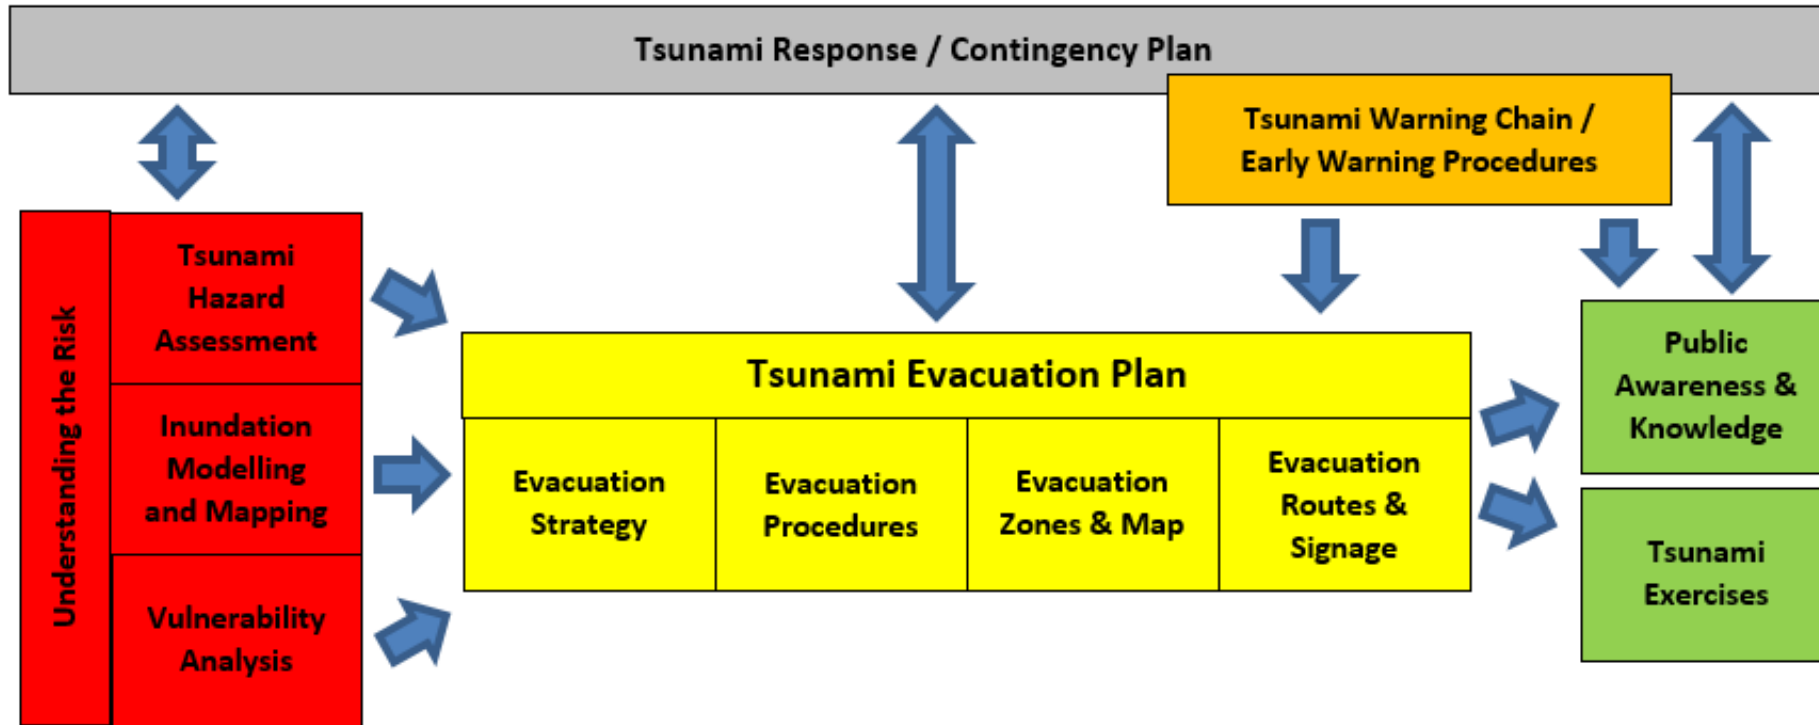 Tsunami Response / Contingency Plan
Tsunami Warning Chain /
Early Warning Procedures
Understanding the Risk
Tsunami
Hazard
Assessment
Inundation
Modelling
and Mapping
Vulnerability
Analysis
Tsunami Evacuation Plan
Evacuation
Strategy
Evacuation
Procedures
Evacuation
Zones & Map
Evacuation
Routes &
Signage
Public
Awareness &
Knowledge
Tsunami
Exercises